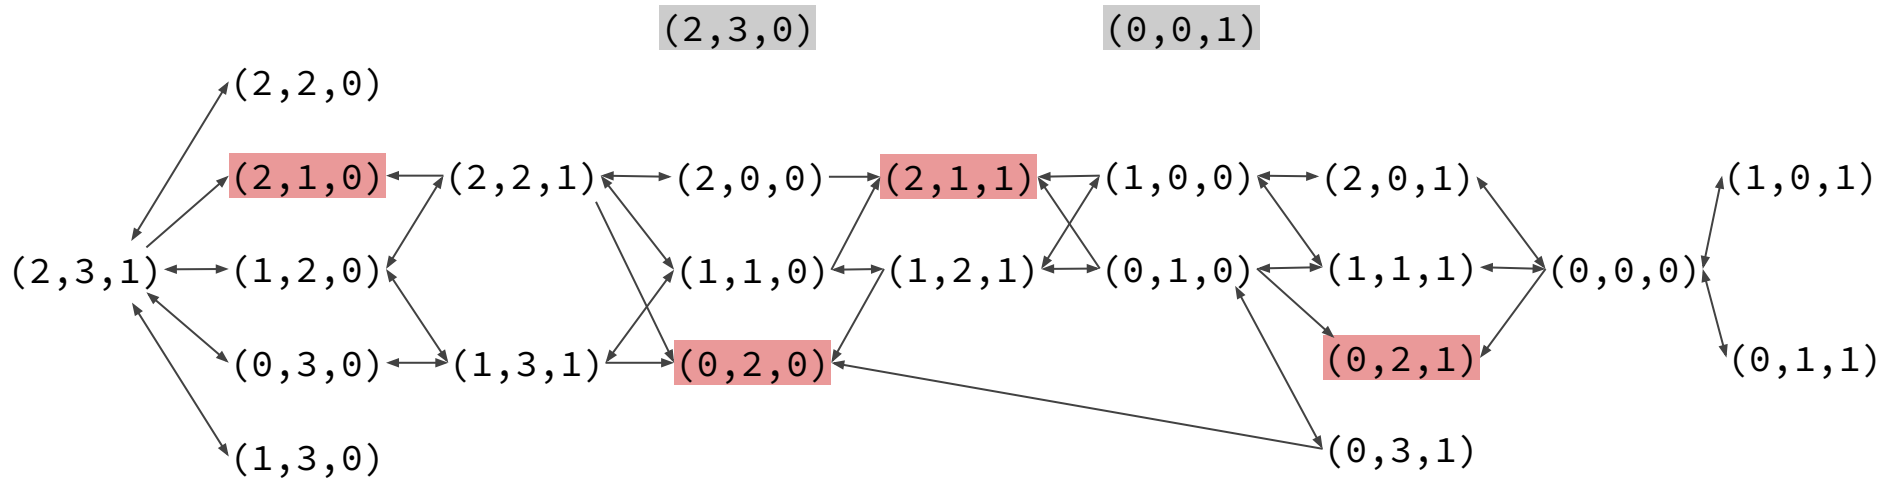 (2,3,0) (0,0,1)
(2,2,0)
(2,1,0) (2,2,1) (2,0,0) (2,1,1) (1,0,0) (2,0,1) (1,0,1)
(2,3,1) (1,2,0) (1,1,0) (1,2,1) (0,1,0) (1,1,1) (0,0,0)
(0,3,0) (1,3,1) (0,2,0) (0,2,1) (0,1,1)
(1,3,0) (0,3,1)